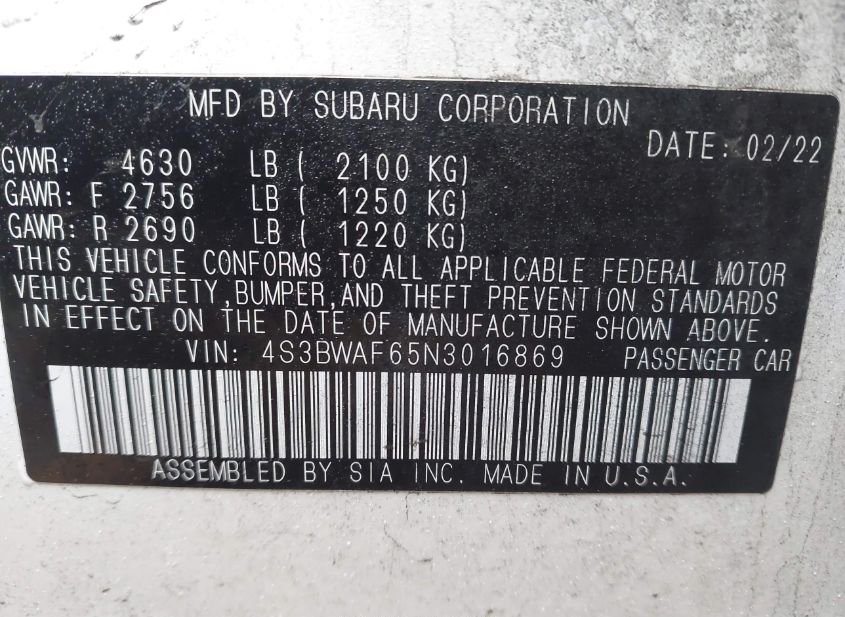 MFD BY SUBARU CORPORATION
DATE: 02/22
GVWR: 4630 LB ( 2100 KG)
GAWR: F 2756 LB ( 1250 KG)
GAWR: R 2690 LB ( 1220 KG)
THIS VEHICLE CONFORMS TO ALL APPLICABLE FEDERAL MOTOR
VEHICLE SAFETY,BUMPER,AND THEFT PREVENTION STANDARDS
IN EFFECT ON THE DATE OF MANUFACTURE SHOWN ABOVE.
VIN: 4S3BWAF65N3016869 PASSENGER CAR
ASSEMBLED BY SIA INC. MADE IN U.S.A.